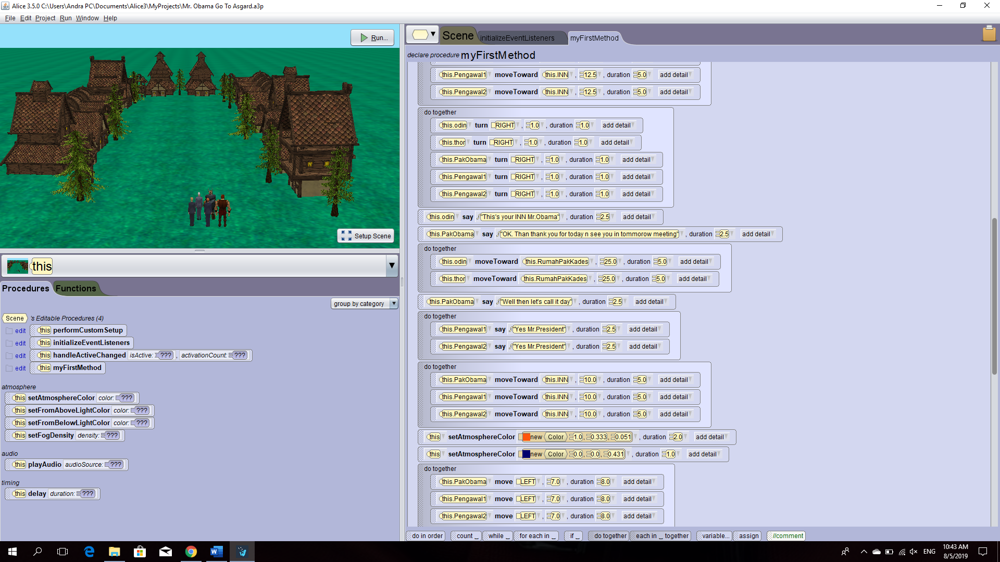 Alice 3.5.0 C:\Users\Andra PC\Documents\Alice3\MyProjects\Mr. Obama Go To Asgard.a3p
File Edit Project Run Window Help
Run...
Setup Scene
this
Procedures Functions
group by category
Scene 's Editable Procedures (4)
edit this performCustomSetup
edit this initializeEventListeners
edit this handleActiveChanged isActive: ??? , activationCount: ???
edit this myFirstMethod
atmosphere
this setAtmosphereColor color: ???
this setFromAboveLightColor color: ???
this setFromBelowLightColor color: ???
this setFogDensity density: ???
audio
this playAudio audioSource: ???
timing
this delay duration: ???
Scene initializeEventListeners myFirstMethod
declare procedure myFirstMethod
this.Pengawal1 moveToward this.INN , 12.5 , duration 5.0 add detail
this.Pengawal2 moveToward this.INN , 12.5 , duration 5.0 add detail
do together
this.odin turn RIGHT , 1.0 , duration 1.0 add detail
this.thor turn RIGHT , 1.0 , duration 1.0 add detail
this.PakObama turn RIGHT , 1.0 , duration 1.0 add detail
this.Pengawal1 turn RIGHT , 1.0 , duration 1.0 add detail
this.Pengawal2 turn RIGHT , 1.0 , duration 1.0 add detail
this.odin say "This's your INN Mr.Obama" , duration 2.5 add detail
this.PakObama say "OK. Than thank you for today n see you in tommorow meeting" , duration 2.5 add detail
do together
this.odin moveToward this.RumahPakKades , 25.0 , duration 5.0 add detail
this.thor moveToward this.RumahPakKades , 25.0 , duration 5.0 add detail
this.PakObama say "Well then let's call it day" , duration 2.5 add detail
do together
this.Pengawal1 say "Yes Mr.President" , duration 2.5 add detail
this.Pengawal2 say "Yes Mr.President" , duration 2.5 add detail
do together
this.PakObama moveToward this.INN , 10.0 , duration 5.0 add detail
this.Pengawal1 moveToward this.INN , 10.0 , duration 5.0 add detail
this.Pengawal2 moveToward this.INN , 10.0 , duration 5.0 add detail
this setAtmosphereColor new Color 1.0 , 0.333 , 0.051 , duration 2.0 add detail
this setAtmosphereColor new Color 0.0 , 0.0 , 0.431 , duration 1.0 add detail
do together
this.PakObama move LEFT , 7.0 , duration 8.0 add detail
this.Pengawal1 move LEFT , 7.0 , duration 8.0 add detail
this.Pengawal2 move LEFT , 7.0 , duration 8.0 add detail
do in order count _ while _ for each in _ if _ do together each in _ together variable... assign //comment
ENG 10:43 AM
8/5/2019